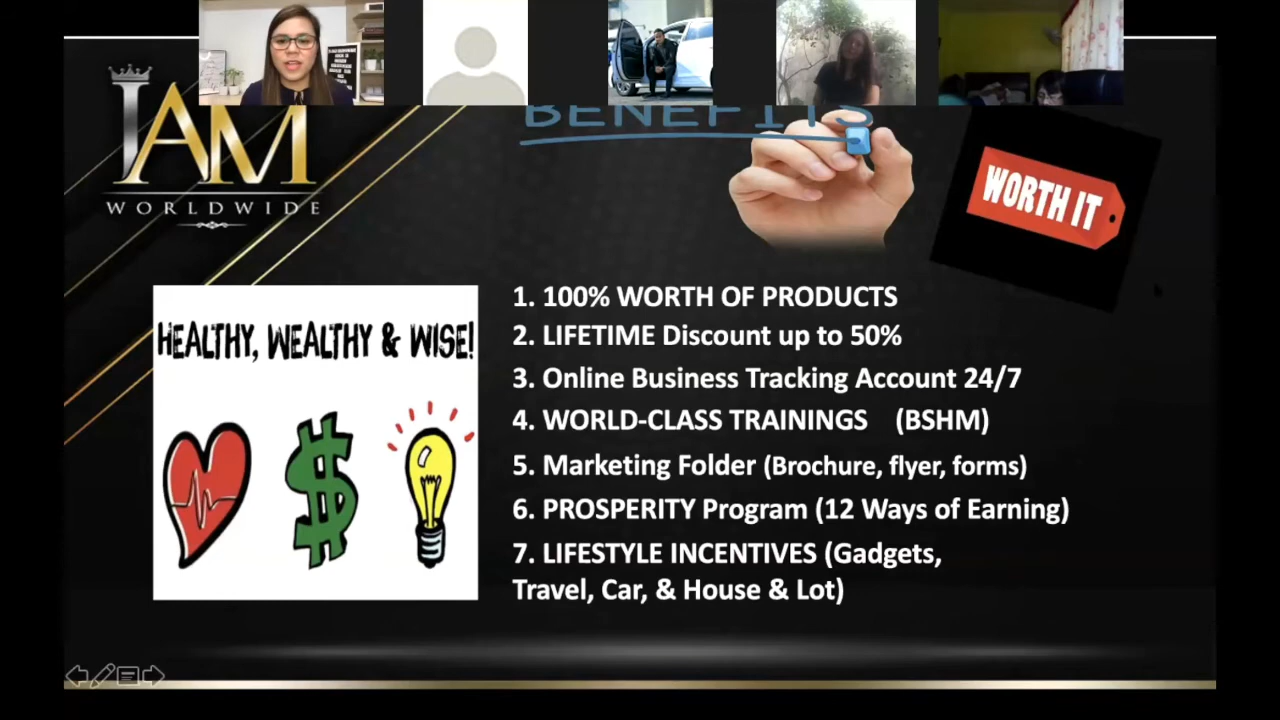 BENEFITS
IAM
WORLDWIDE
WORTH IT
HEALTHY, WEALTHY & WISE!
1. 100% WORTH OF PRODUCTS
2. LIFETIME Discount up to 50%
3. Online Business Tracking Account 24/7
4. WORLD-CLASS TRAININGS (BSHM)
5. Marketing Folder (Brochure, flyer, forms)
6. PROSPERITY Program (12 Ways of Earning)
7. LIFESTYLE INCENTIVES (Gadgets,
Travel, Car, & House & Lot)